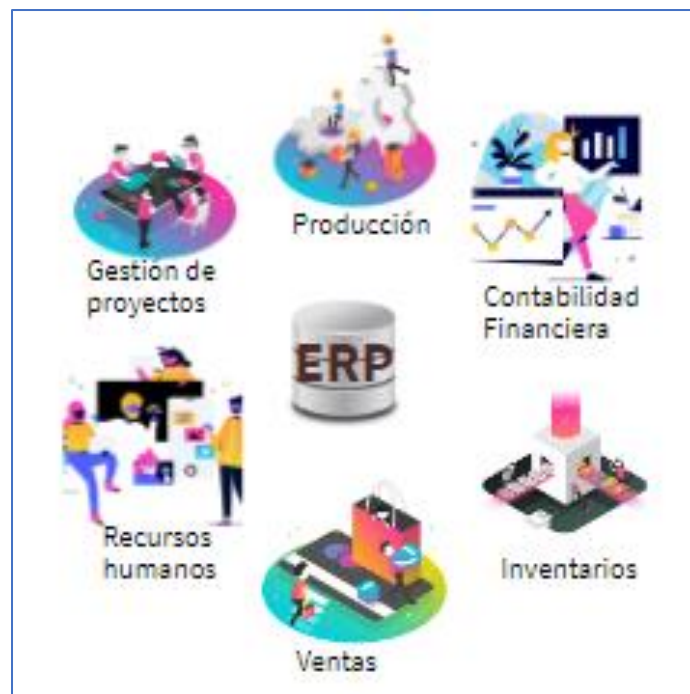 Producción
Gestión de
proyectos
Contabilidad
Financiera
ERP
Recursos
humanos
Inventarios
Ventas